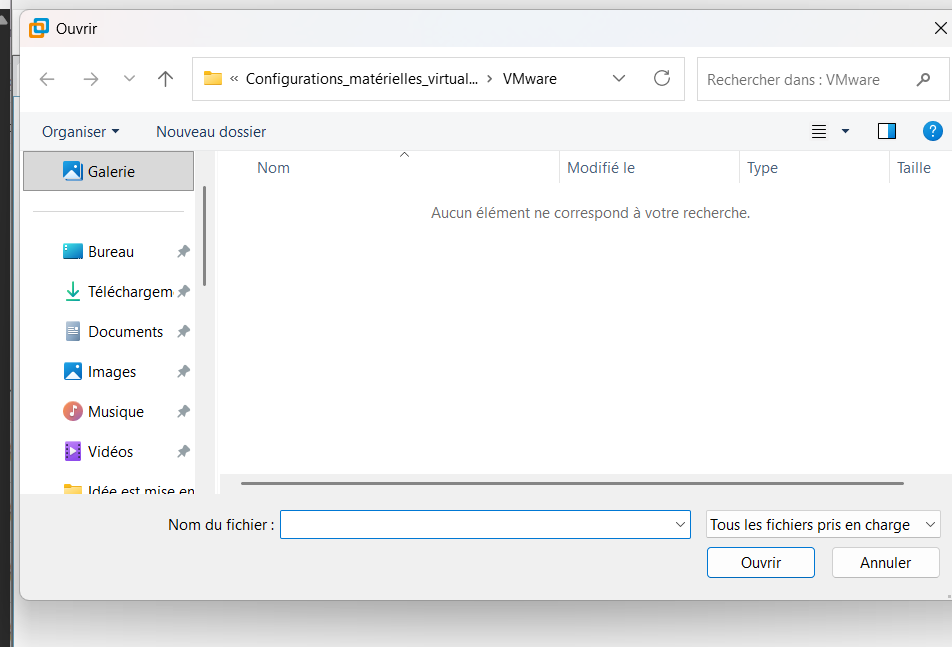 Ouvrir
« Configurations_matérielles_virtual... › VMware
Rechercher dans : VMware
Organiser
Nouveau dossier
?
Galerie
Nom
Modifié le
Type
Taille
Aucun élément ne correspond à votre recherche.
Bureau
Téléchargem
Documents
Images
Musique
Vidéos
Idée est mise en
Nom du fichier :
Tous les fichiers pris en charge
Ouvrir
Annuler